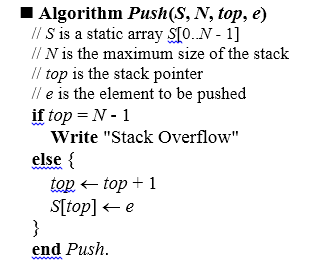 ■ Algorithm Push(S, N, top, e)
// S is a static array S[0..N - 1]
// N is the maximum size of the stack
// top is the stack pointer
// e is the element to be pushed
if top = N - 1
Write "Stack Overflow"
else {
top ← top + 1
S[top] ← e
}
end Push.